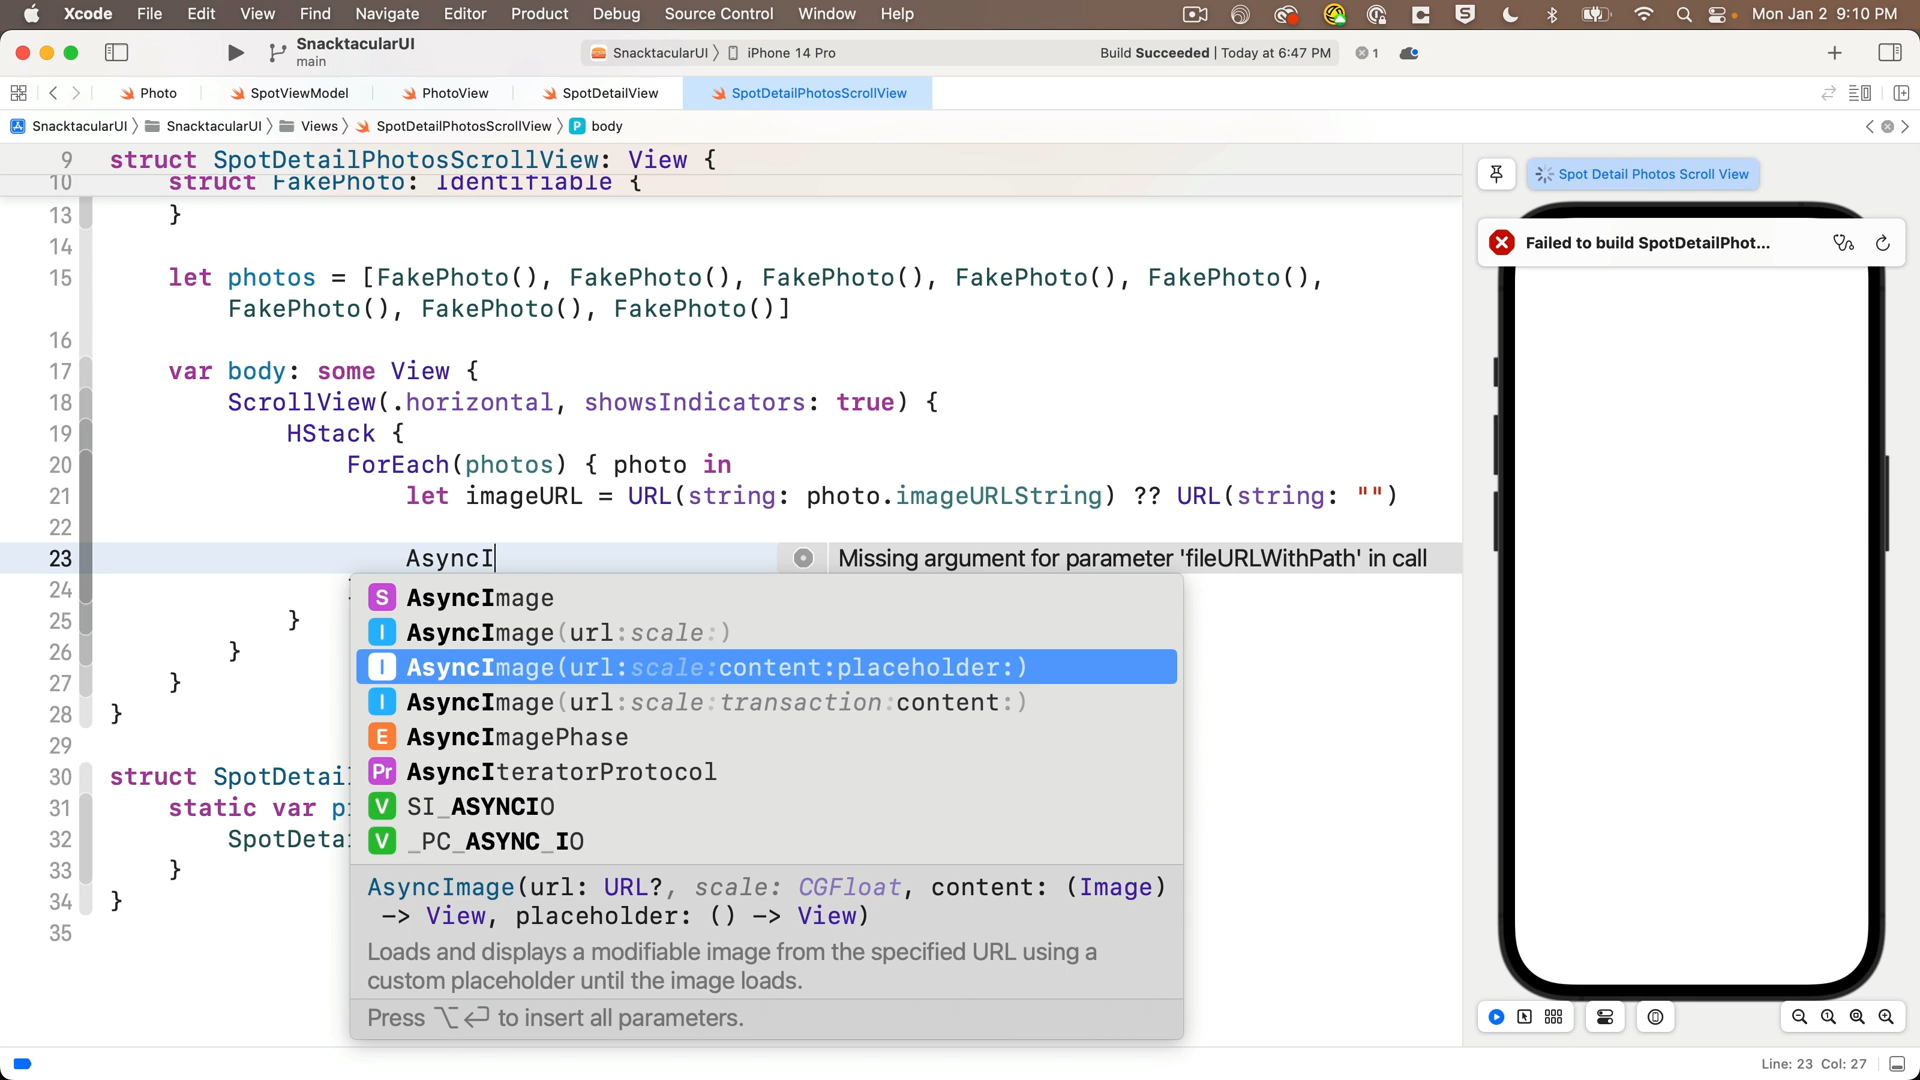 Xcode File Edit View Find Navigate Editor Product Debug Source Control Window Help Mon Jan 2 9:10 PM
SnacktacularUI
main
SnacktacularUI 〉 iPhone 14 Pro
Build Succeeded | Today at 6:47 PM
1
Photo SpotViewModel PhotoView SpotDetailView SpotDetailPhotosScrollView
SnacktacularUI 〉 SnacktacularUI 〉 Views 〉 SpotDetailPhotosScrollView 〉 P body
9 struct SpotDetailPhotosScrollView: View {
10 struct FakePhoto: Identifiable {
13 }
14
15 let photos = [FakePhoto(), FakePhoto(), FakePhoto(), FakePhoto(), FakePhoto(),
FakePhoto(), FakePhoto(), FakePhoto()]
16
17 var body: some View {
18 ScrollView(.horizontal, showsIndicators: true) {
19 HStack {
20 ForEach(photos) { photo in
21 let imageURL = URL(string: photo.imageURLString) ?? URL(string: "")
22
23 AsyncI Missing argument for parameter 'fileURLWithPath' in call
24
25 }
26 }
27 }
28 }
29
30 struct SpotDetail
31 static var p
32 SpotDeta
33 }
34 }
35
S AsyncImage
I AsyncImage(url:scale:)
I AsyncImage(url:scale:content:placeholder:)
I AsyncImage(url:scale:transaction:content:)
E AsyncImagePhase
Pr AsyncIteratorProtocol
V SI_ASYNCIO
V _PC_ASYNC_IO
AsyncImage(url: URL?, scale: CGFloat, content: (Image)
-> View, placeholder: () -> View)
Loads and displays a modifiable image from the specified URL using a
custom placeholder until the image loads.
Press ⌥↩ to insert all parameters.
Spot Detail Photos Scroll View
Failed to build SpotDetailPhot...
Line: 23 Col: 27